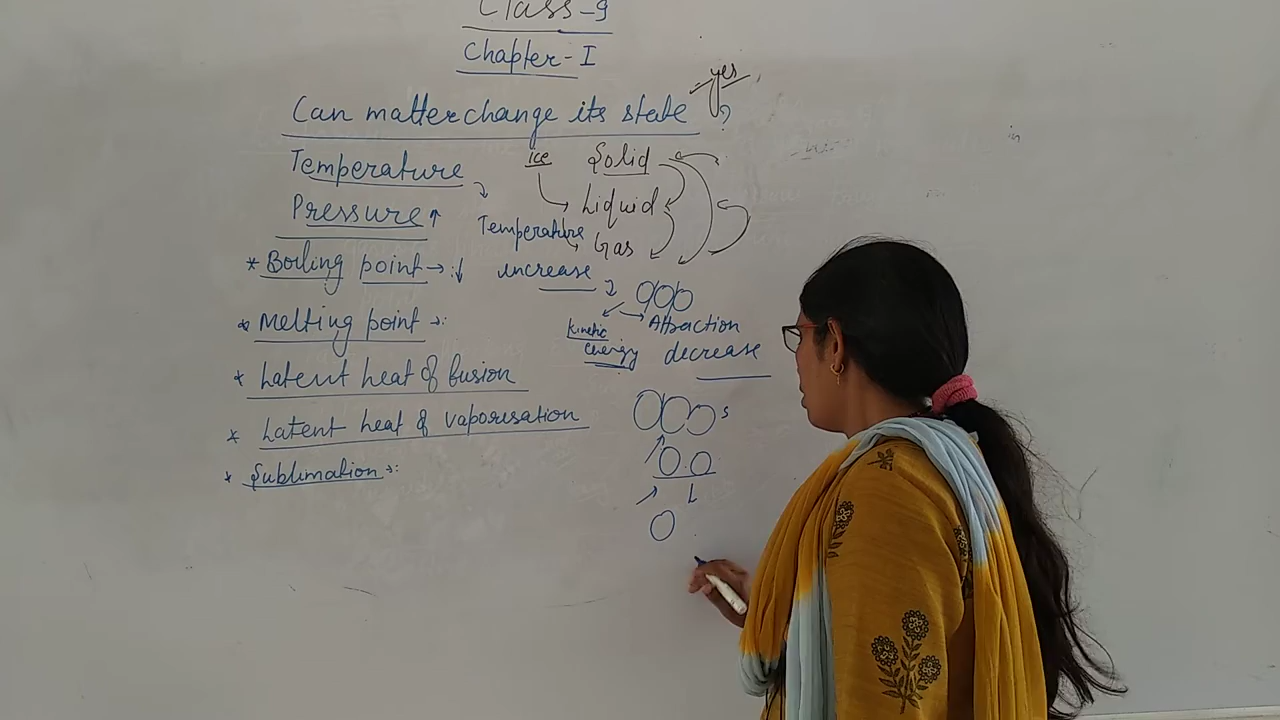 Class-9
Chapter-I
yes
Can matter change its state ?
Temperature
ice Solid
Liquid
Pressure ↑
Temperature
Gas
* Boiling point → : ↓
increase
* Melting point → :
Kinetic energy
Attraction decrease
* Latent heat of fusion
* Latent heat of vaporisation
S
* Sublimation → :
L